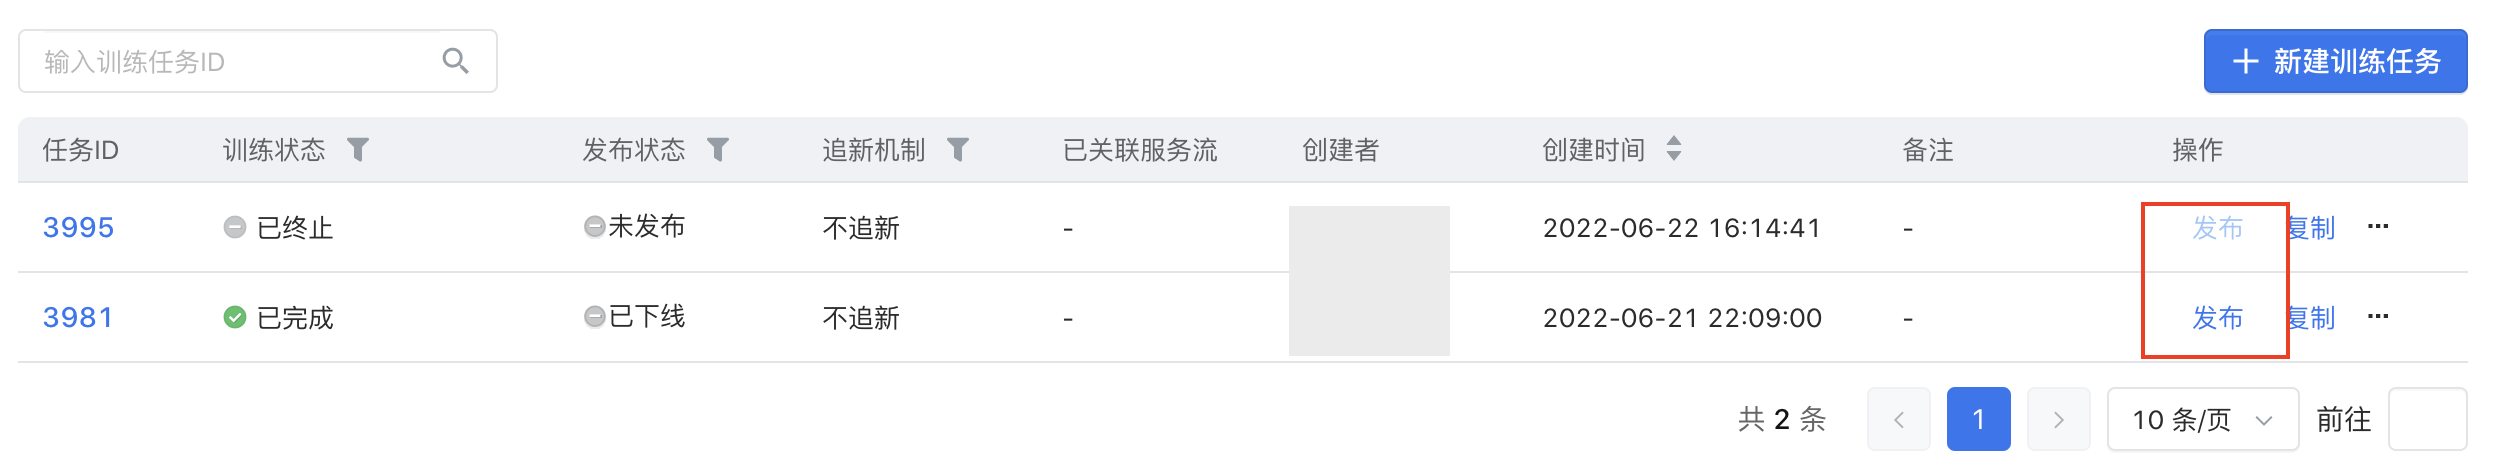 输入训练任务ID
新建训练任务
任务ID 训练状态 发布状态 追新机制 已关联服务流 创建者 创建时间 备注 操作
3995 已终止 未发布 不追新 - 2022-06-22 16:14:41 - 发布 复制 ···
3981 已完成 已下线 不追新 - 2022-06-21 22:09:00 - 发布 复制 ···
共 2 条 1 10 条/页 前往